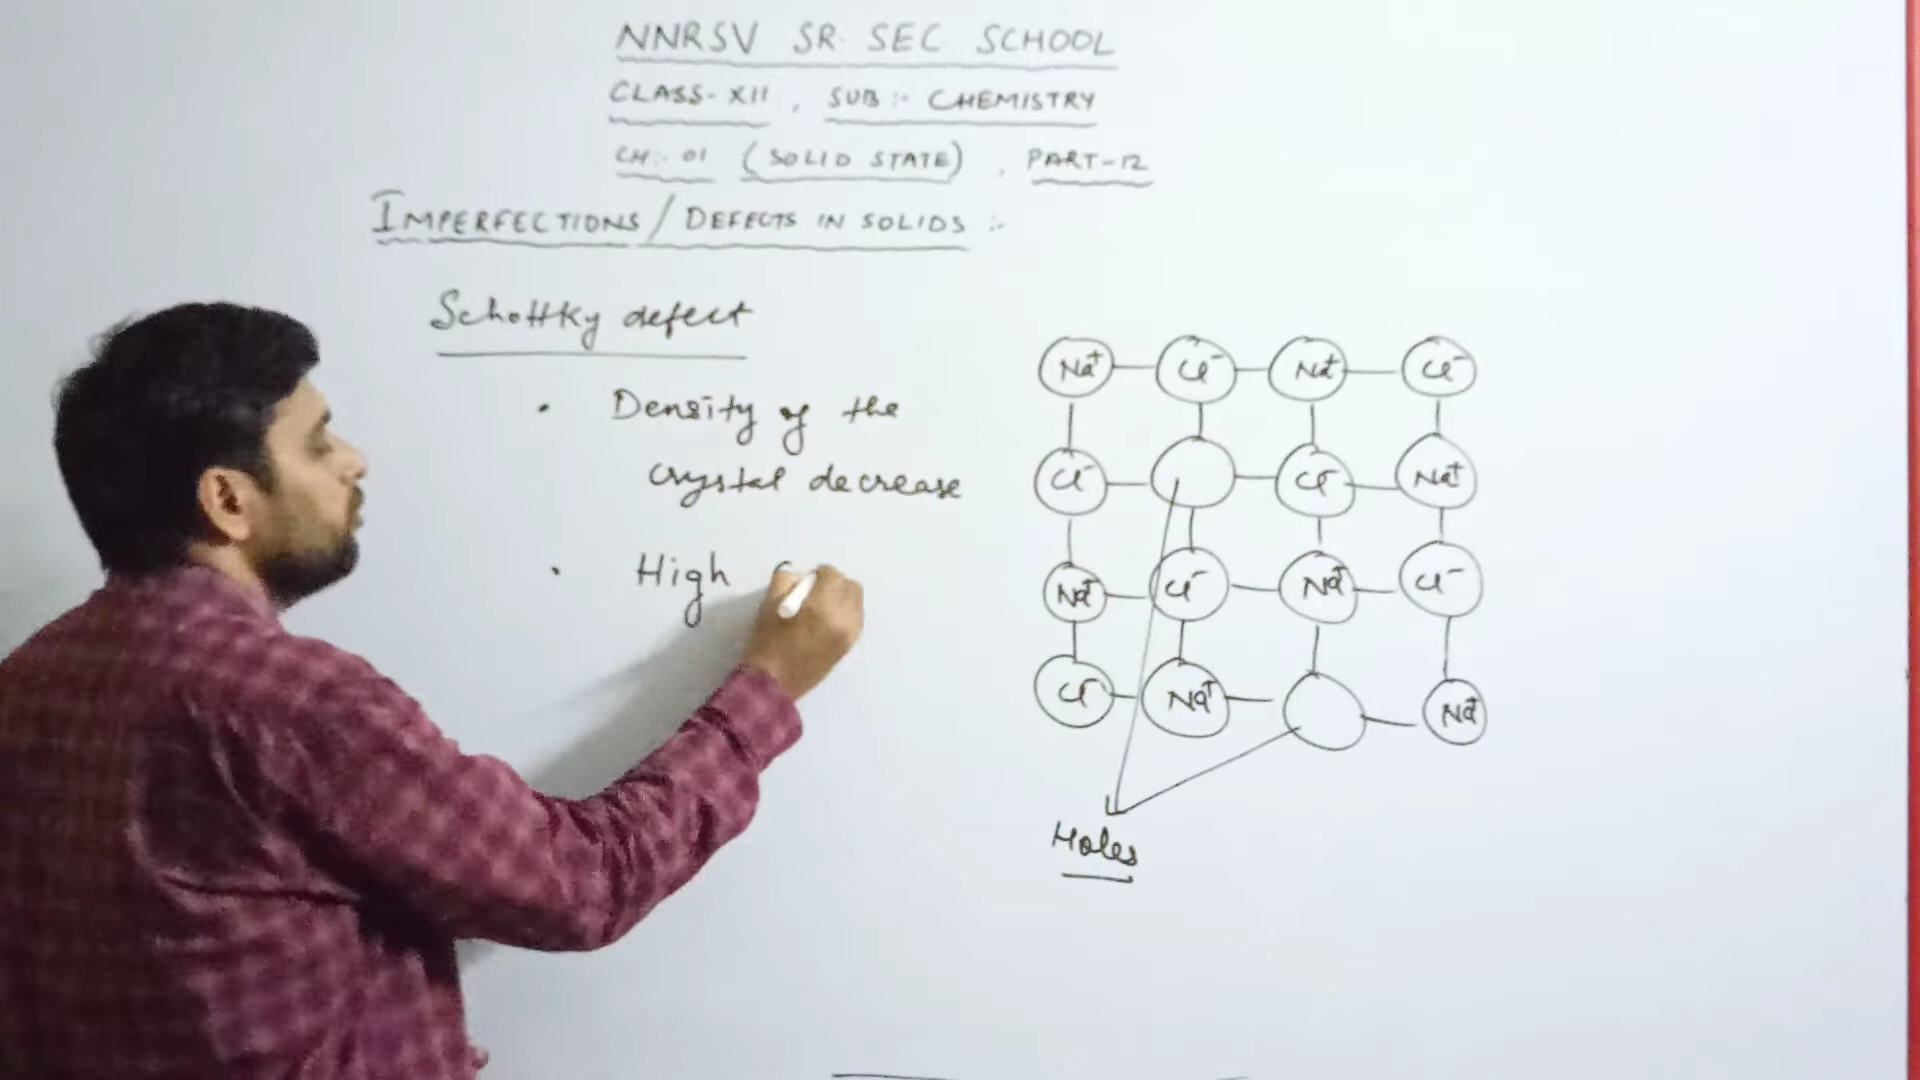 NNRSV SR. SEC SCHOOL
CLASS-XII , SUB:- CHEMISTRY
CH:- 01 (SOLID STATE) , PART-12
IMPERFECTIONS / DEFECTS IN SOLIDS :-
Schottky defect
• Density of the
crystal decrease
• High
Na+ Cl- Na+ Cl-
Cl- Cl- Na+
Na+ Cl- Na+ Cl-
Cl- Na+ Na+
Holes